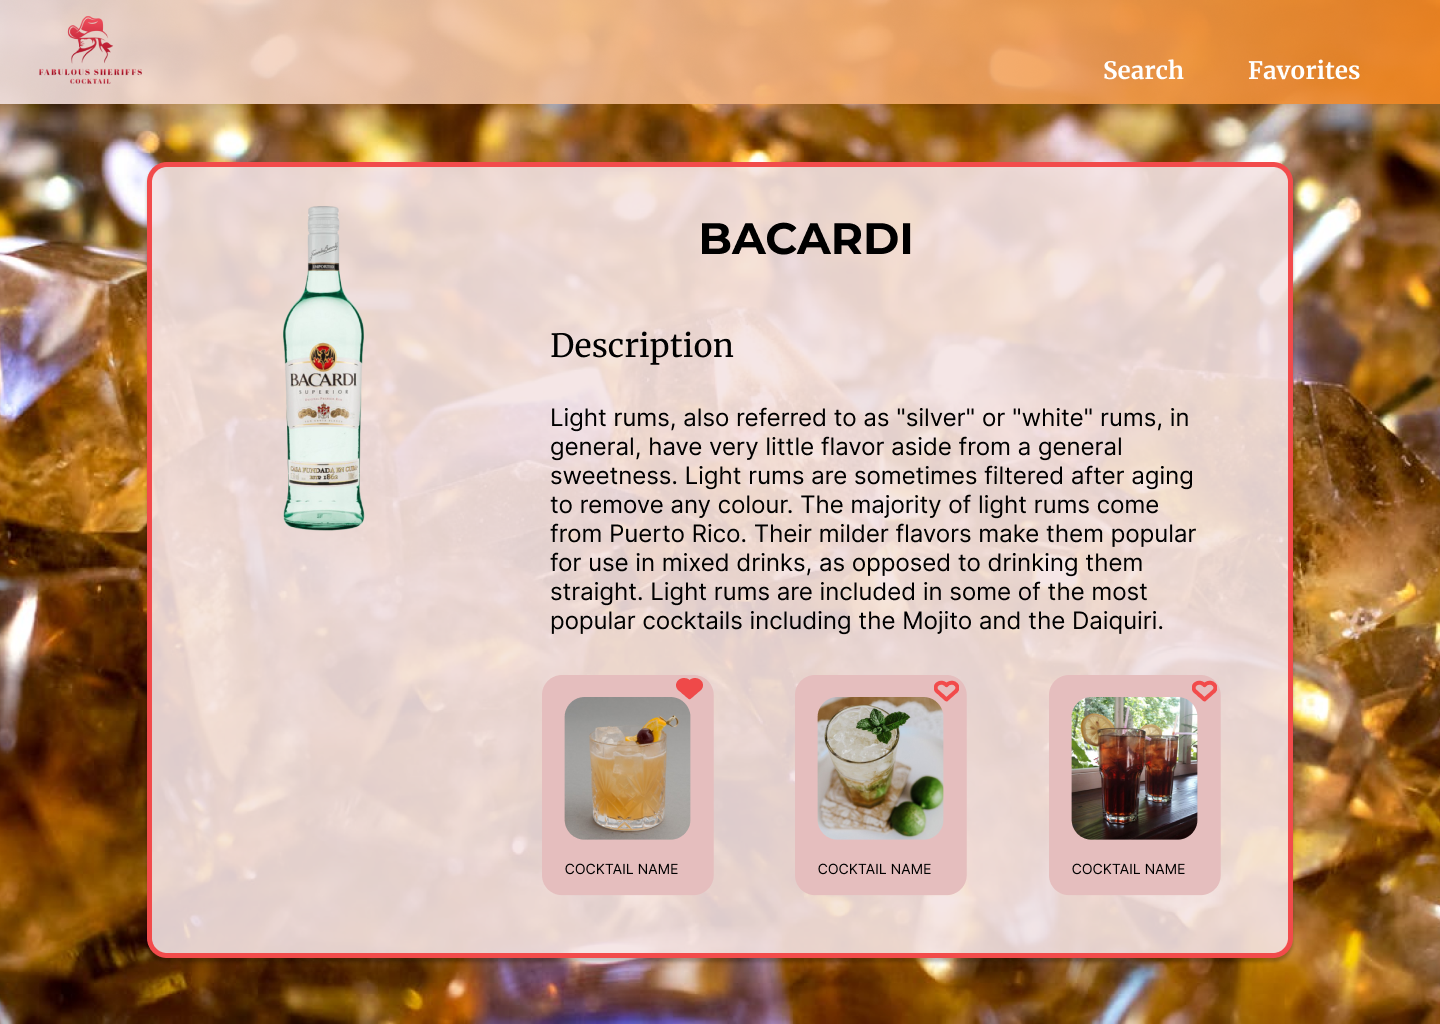 FABULOUS SHERIFFS
COCKTAIL
Search
Favorites
BACARDI
BACARDI
SUPERIOR
CASA FUNDADA EN CUBA
Description
Light rums, also referred to as "silver" or "white" rums, in
general, have very little flavor aside from a general
sweetness. Light rums are sometimes filtered after aging
to remove any colour. The majority of light rums come
from Puerto Rico. Their milder flavors make them popular
for use in mixed drinks, as opposed to drinking them
straight. Light rums are included in some of the most
popular cocktails including the Mojito and the Daiquiri.
COCKTAIL NAME
COCKTAIL NAME
COCKTAIL NAME